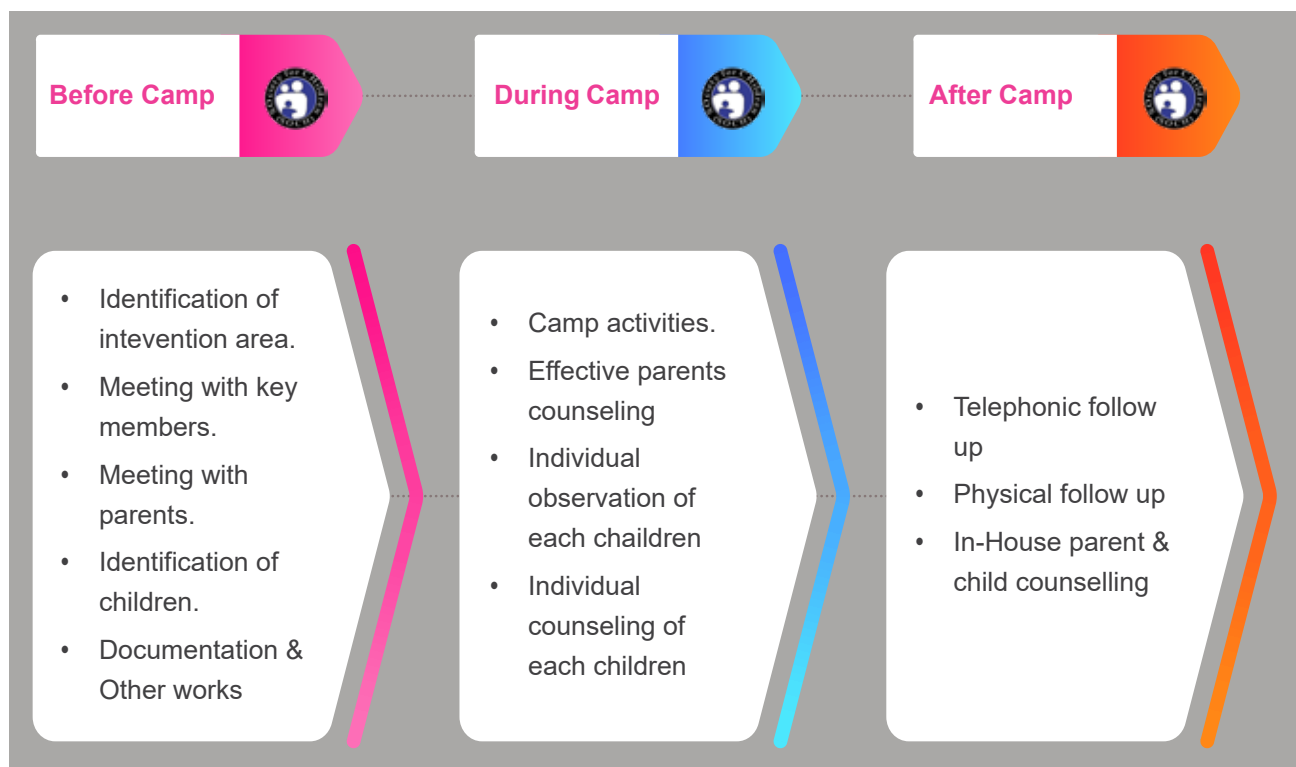 Before Camp
During Camp
After Camp
• Identification of
intevention area.
• Meeting with key
members.
• Meeting with
parents.
• Identification of
children.
• Documentation &
Other works
• Camp activities.
• Effective parents
counseling
• Individual
observation of
each chaildren
• Individual
counseling of
each children
• Telephonic follow
up
• Physical follow up
• In-House parent &
child counselling